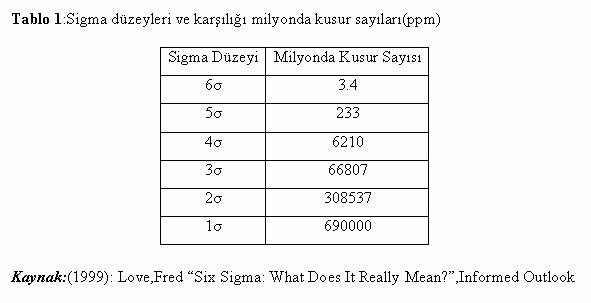 Tablo 1:Sigma düzeyleri ve karşılığı milyonda kusur sayıları(ppm)
Sigma Düzeyi Milyonda Kusur Sayısı
6σ 3.4
5σ 233
4σ 6210
3σ 66807
2σ 308537
1σ 690000
Kaynak:(1999): Love,Fred “Six Sigma: What Does It Really Mean?”,Informed Outlook